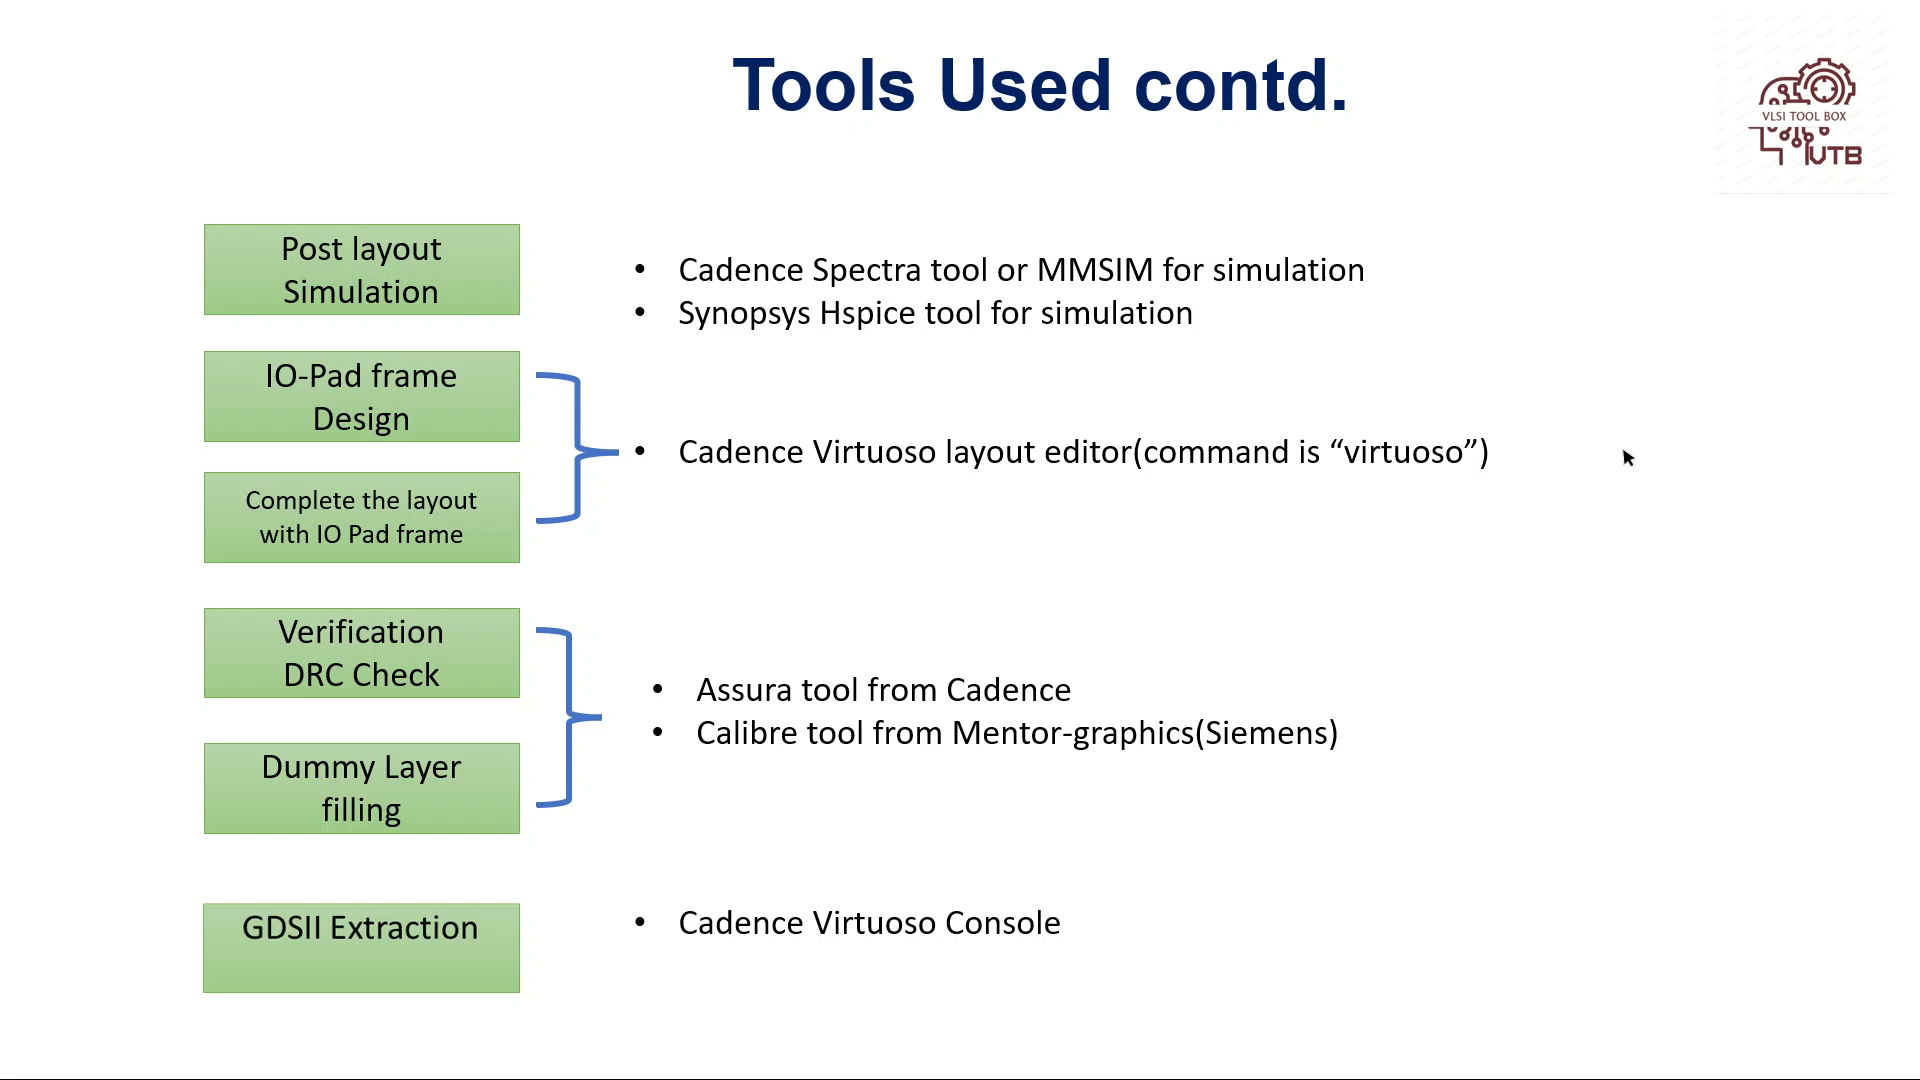 Tools Used contd.
VLSI TOOL BOX
VTB
Post layout
Simulation
• Cadence Spectra tool or MMSIM for simulation
• Synopsys Hspice tool for simulation
IO-Pad frame
Design
• Cadence Virtuoso layout editor(command is “virtuoso”)
Complete the layout
with IO Pad frame
Verification
DRC Check
• Assura tool from Cadence
• Calibre tool from Mentor-graphics(Siemens)
Dummy Layer
filling
GDSII Extraction
• Cadence Virtuoso Console